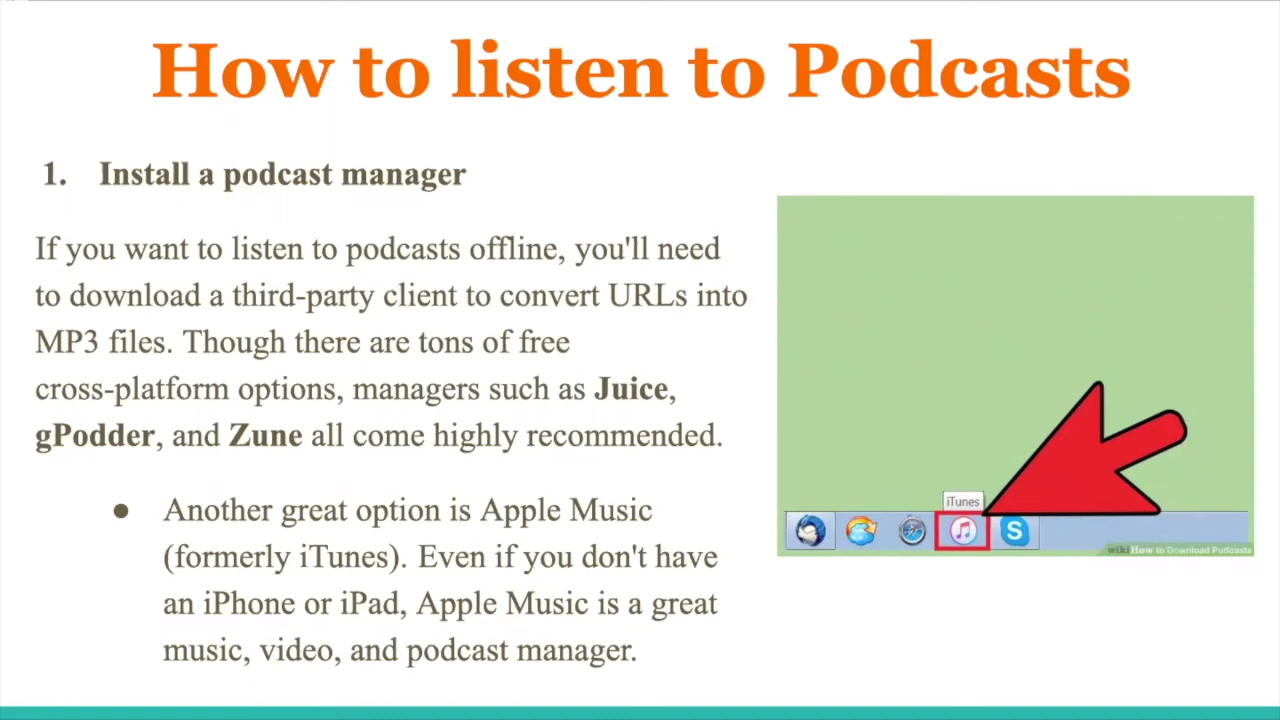 How to listen to Podcasts
1. Install a podcast manager
If you want to listen to podcasts offline, you'll need
to download a third-party client to convert URLs into
MP3 files. Though there are tons of free
cross-platform options, managers such as Juice,
gPodder, and Zune all come highly recommended.
● Another great option is Apple Music
(formerly iTunes). Even if you don't have
an iPhone or iPad, Apple Music is a great
music, video, and podcast manager.
iTunes
S
wiki How to Download Podcasts